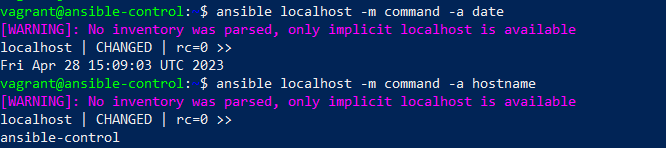 vagrant@ansible-control:~$ ansible localhost -m command -a date
[WARNING]: No inventory was parsed, only implicit localhost is available
localhost | CHANGED | rc=0 >>
Fri Apr 28 15:09:03 UTC 2023
vagrant@ansible-control:~$ ansible localhost -m command -a hostname
[WARNING]: No inventory was parsed, only implicit localhost is available
localhost | CHANGED | rc=0 >>
ansible-control